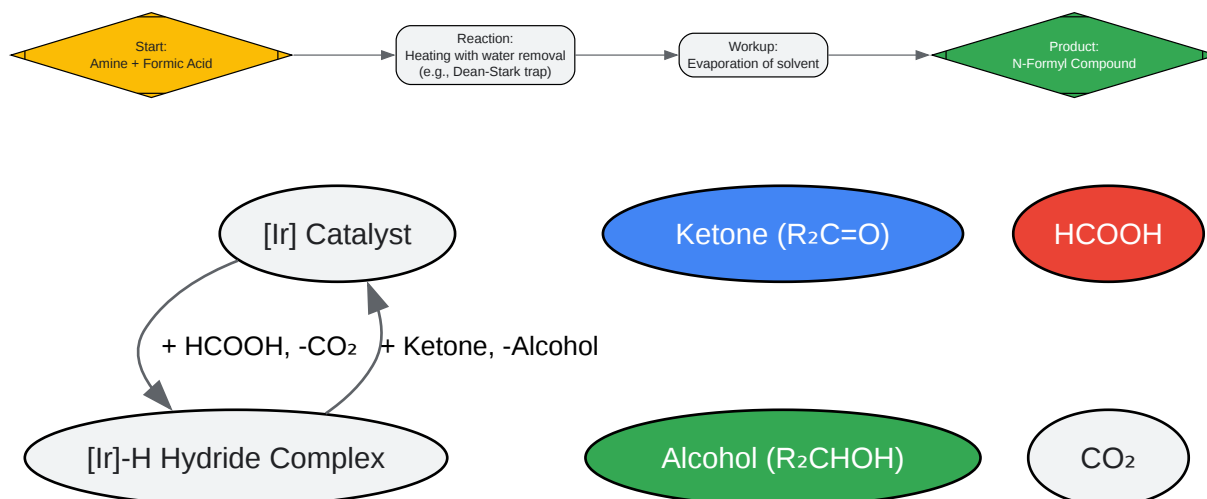 Start:
Amine + Formic Acid
Reaction:
Heating with water removal
(e.g., Dean-Stark trap)
Workup:
Evaporation of solvent
Product:
N-Formyl Compound
[Ir] Catalyst
Ketone (R₂C=O)
HCOOH
+ HCOOH, -CO₂
+ Ketone, -Alcohol
[Ir]-H Hydride Complex
Alcohol (R₂CHOH)
CO₂